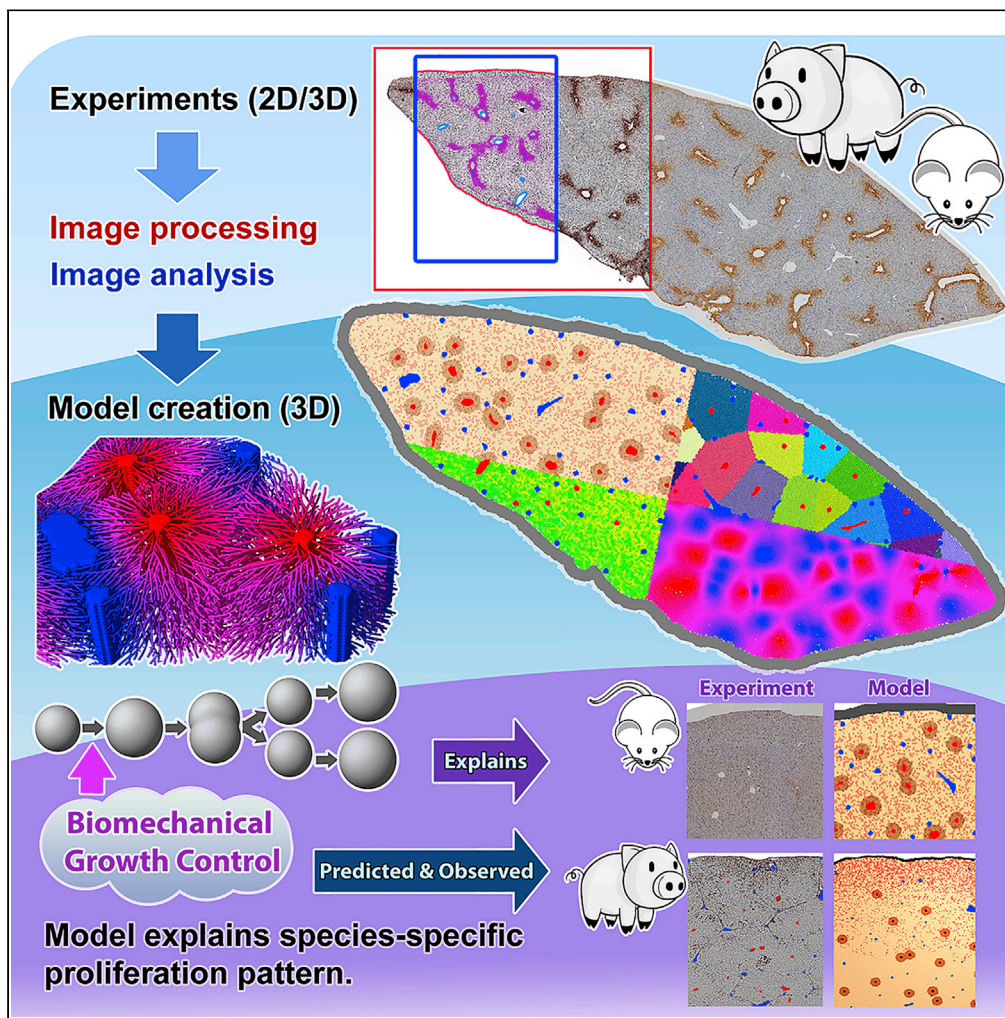 Experiments (2D/3D)
Image processing
Image analysis
Model creation (3D)
Experiment
Model
Explains
Biomechanical
Growth Control
Predicted & Observed
Model explains species-specific
proliferation pattern.